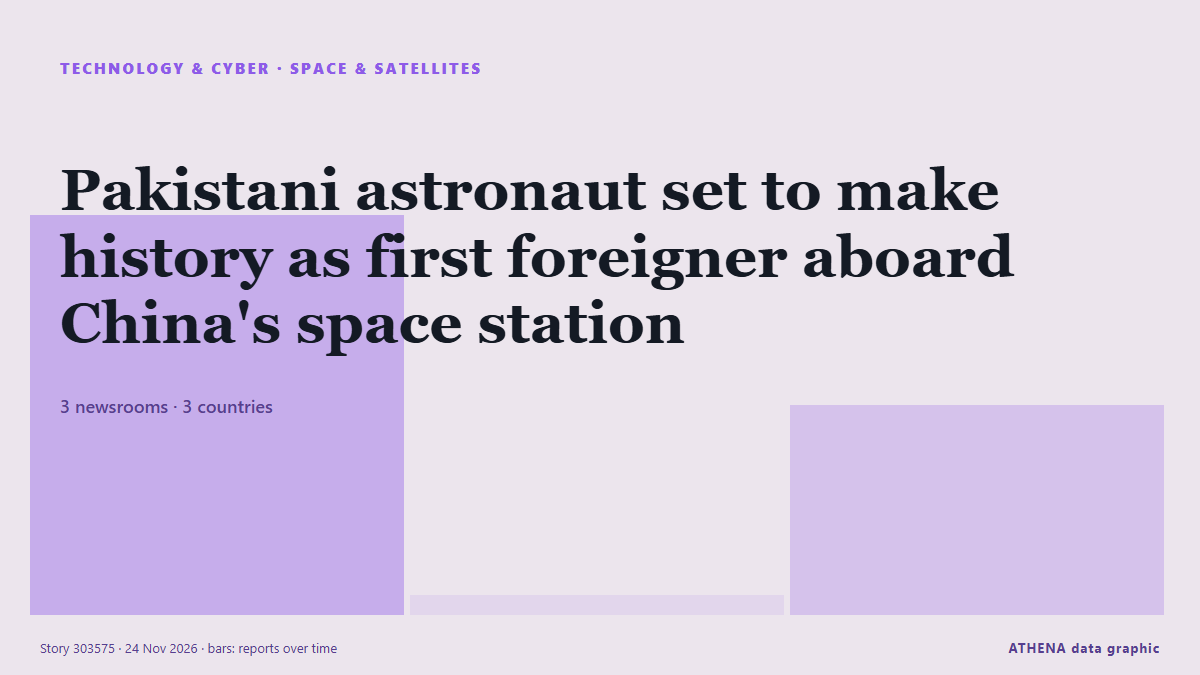 TECHNOLOGY & CYBER · SPACE & SATELLITES
Pakistani astronaut set to make
history as first foreigner aboard
China's space station
3 newsrooms · 3 countries
Story 303575 · 24 Nov 2026 · bars: reports over time
ATHENA data graphic